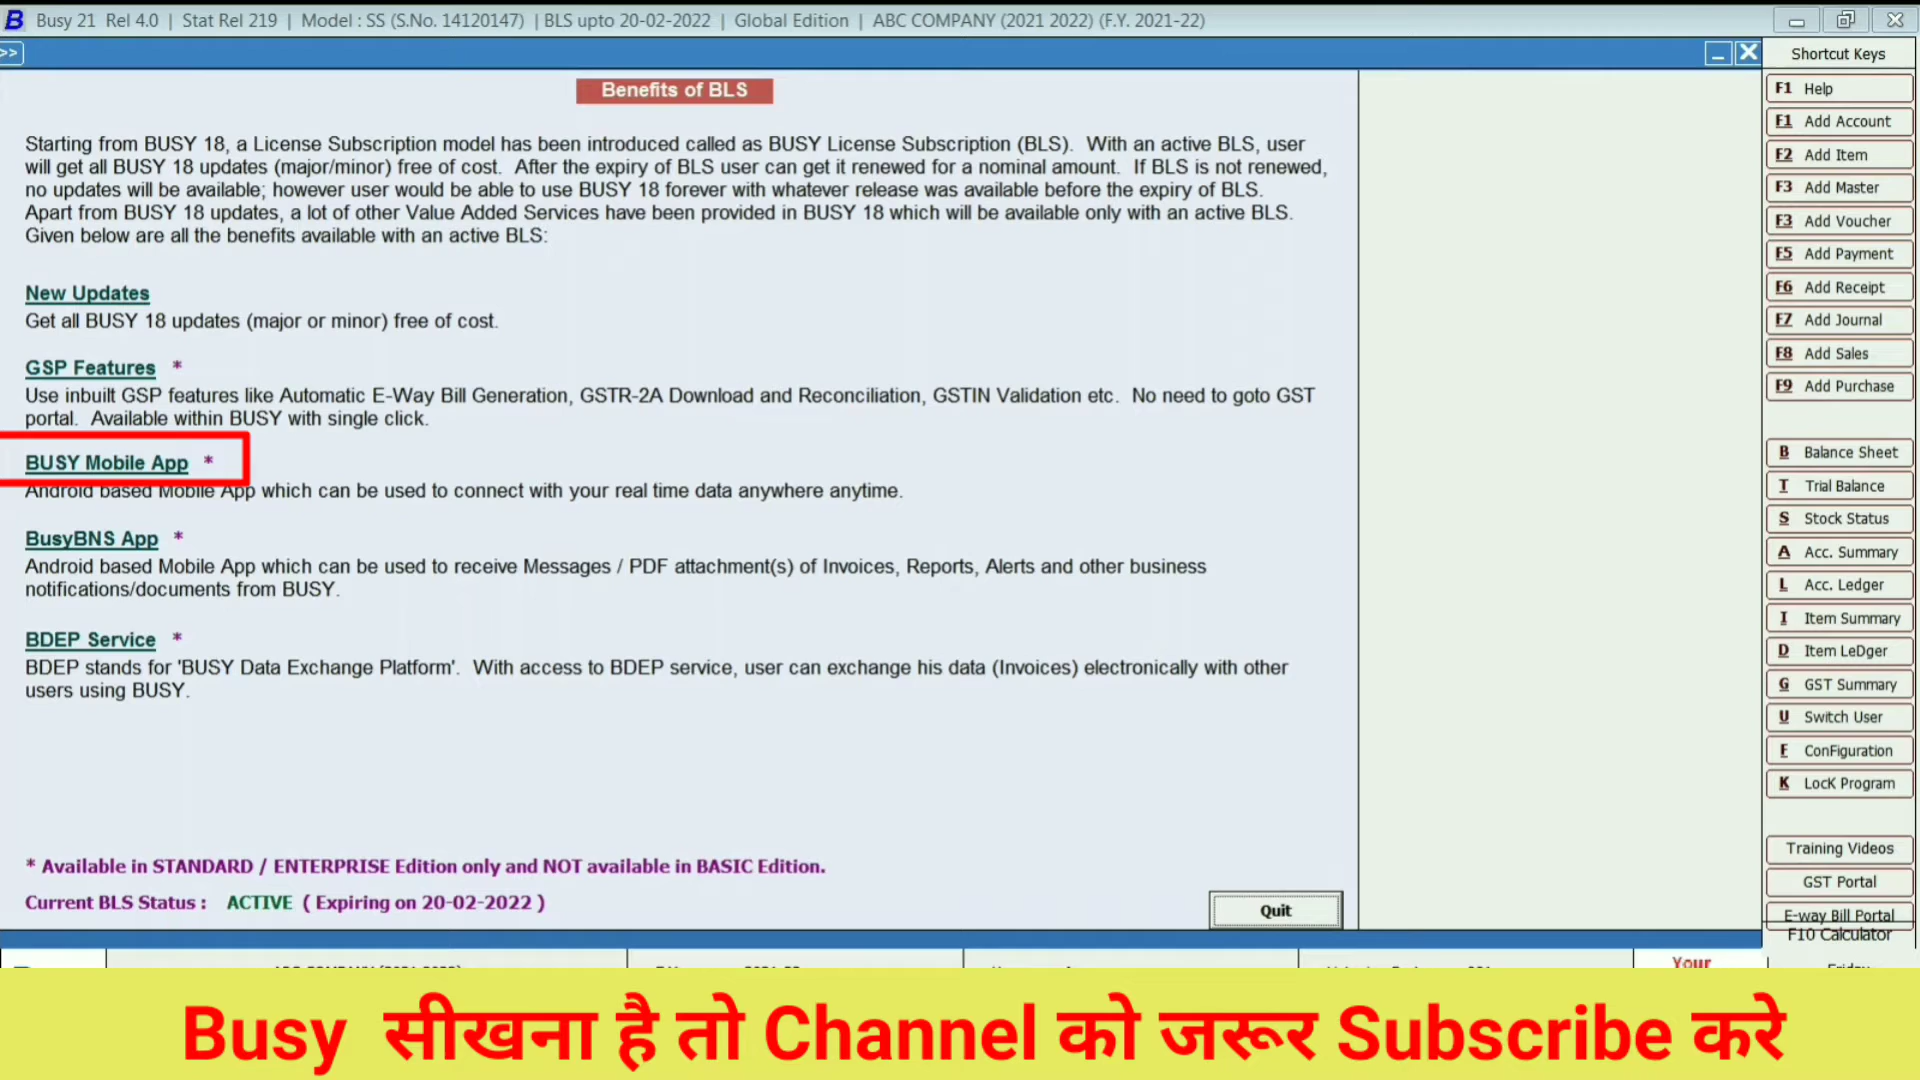 B Busy 21 Rel 4.0 | Stat Rel 219 | Model : SS (S.No. 14120147) | BLS upto 20-02-2022 | Global Edition | ABC COMPANY (2021 2022) (F.Y. 2021-22)
>>
Benefits of BLS
Starting from BUSY 18, a License Subscription model has been introduced called as BUSY License Subscription (BLS). With an active BLS, user
will get all BUSY 18 updates (major/minor) free of cost. After the expiry of BLS user can get it renewed for a nominal amount. If BLS is not renewed,
no updates will be available; however user would be able to use BUSY 18 forever with whatever release was available before the expiry of BLS.
Apart from BUSY 18 updates, a lot of other Value Added Services have been provided in BUSY 18 which will be available only with an active BLS.
Given below are all the benefits available with an active BLS:
New Updates
Get all BUSY 18 updates (major or minor) free of cost.
GSP Features *
Use inbuilt GSP features like Automatic E-Way Bill Generation, GSTR-2A Download and Reconciliation, GSTIN Validation etc. No need to goto GST
portal. Available within BUSY with single click.
BUSY Mobile App *
Android based Mobile App which can be used to connect with your real time data anywhere anytime.
BusyBNS App *
Android based Mobile App which can be used to receive Messages / PDF attachment(s) of Invoices, Reports, Alerts and other business
notifications/documents from BUSY.
BDEP Service *
BDEP stands for 'BUSY Data Exchange Platform'. With access to BDEP service, user can exchange his data (Invoices) electronically with other
users using BUSY.
* Available in STANDARD / ENTERPRISE Edition only and NOT available in BASIC Edition.
Current BLS Status : ACTIVE ( Expiring on 20-02-2022 )
Quit
Shortcut Keys
F1 Help
F1 Add Account
F2 Add Item
F3 Add Master
F3 Add Voucher
F5 Add Payment
F6 Add Receipt
F7 Add Journal
F8 Add Sales
F9 Add Purchase
B Balance Sheet
T Trial Balance
S Stock Status
A Acc. Summary
L Acc. Ledger
I Item Summary
D Item LeDger
G GST Summary
U Switch User
F ConFiguration
K LocK Program
Training Videos
GST Portal
E-way Bill Portal
F10 Calculator
Your
Busy सीखना है तो Channel को जरूर Subscribe करे